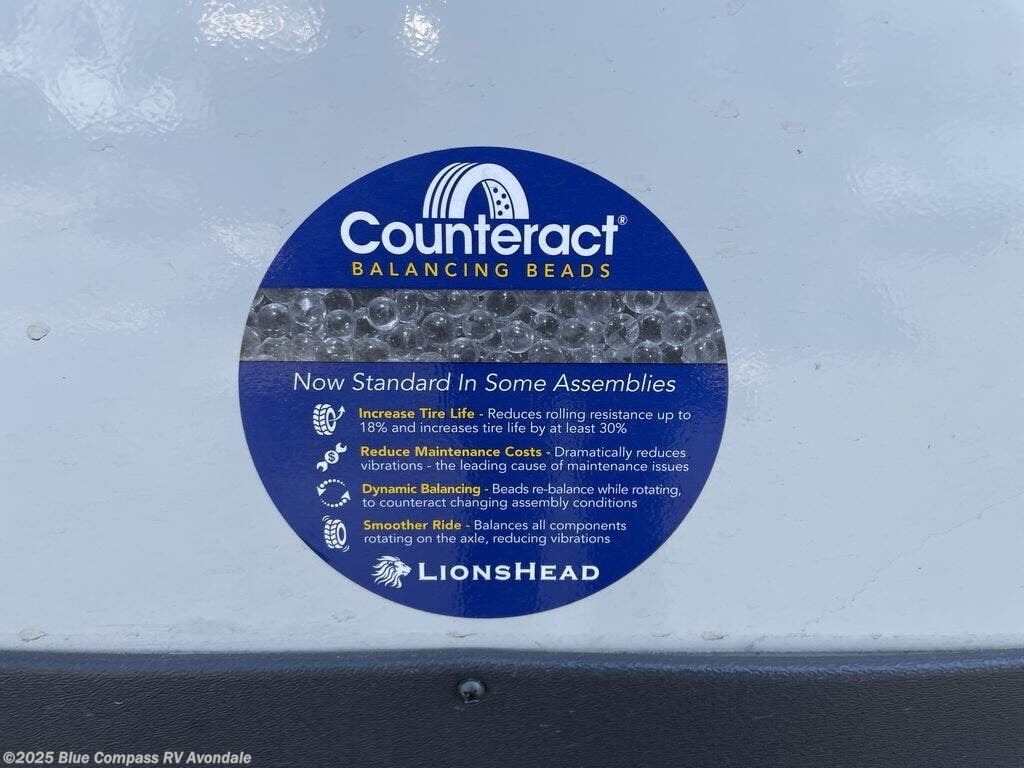 Counteract®
BALANCING BEADS
Now Standard In Some Assemblies
Increase Tire Life - Reduces rolling resistance up to
18% and increases tire life by at least 30%
$
Reduce Maintenance Costs - Dramatically reduces
vibrations - the leading cause of maintenance issues
Dynamic Balancing - Beads re-balance while rotating,
to counteract changing assembly conditions
Smoother Ride - Balances all components
rotating on the axle, reducing vibrations
LIONSHEAD
©2025 Blue Compass RV Avondale